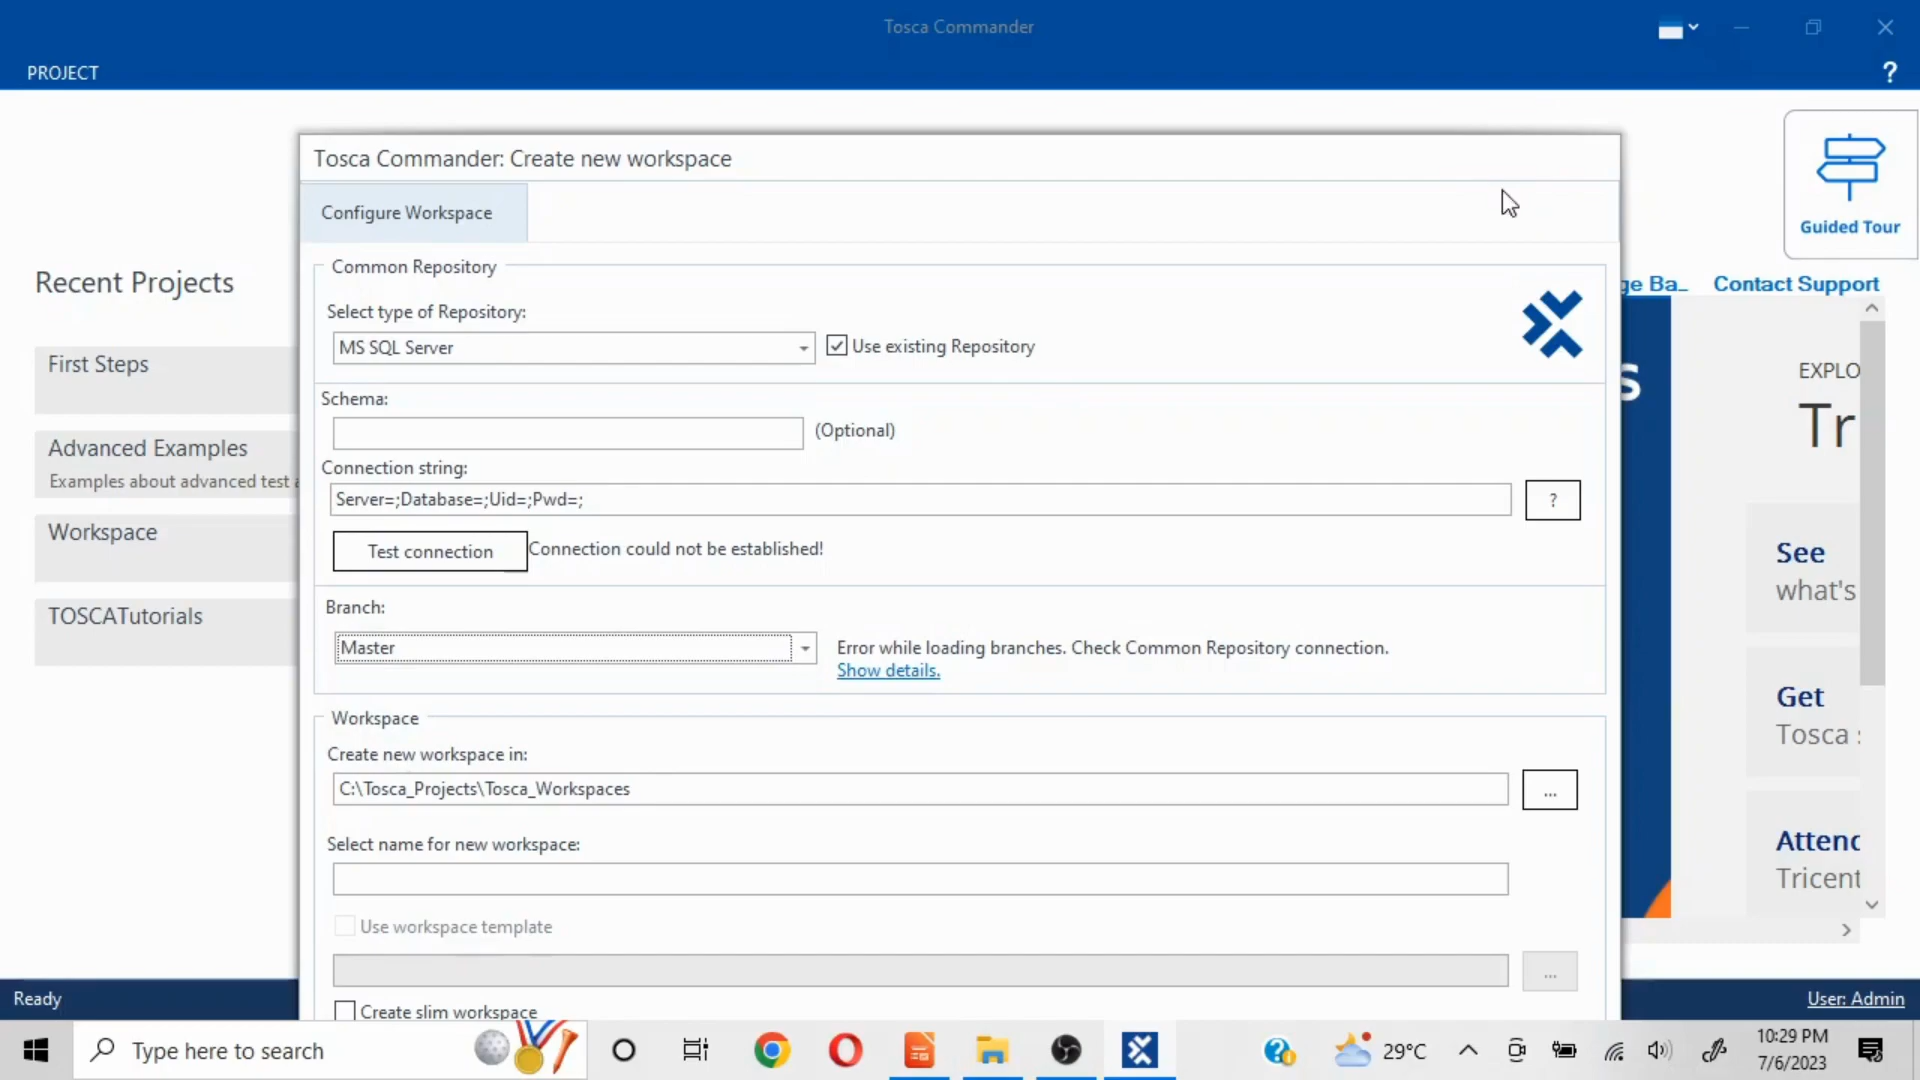 Tosca Commander
PROJECT
?
Tosca Commander: Create new workspace
Configure Workspace
Guided Tour
Common Repository
Recent Projects
ge Ba...
Contact Support
Select type of Repository:
MS SQL Server
Use existing Repository
First Steps
s
EXPLO
Tr
Schema:
(Optional)
Advanced Examples
Examples about advanced test
Connection string:
Server=;Database=;Uid=;Pwd=;
?
Workspace
Test connection
Connection could not be established!
See
what's
Branch:
TOSCATutorials
Master
Error while loading branches. Check Common Repository connection.
Show details.
Get
Tosca
Workspace
Create new workspace in:
C:\Tosca_Projects\Tosca_Workspaces
...
Select name for new workspace:
Attend
Tricent
Use workspace template
...
Ready
Create slim workspace
User: Admin
Type here to search
29°C
10:29 PM
7/6/2023